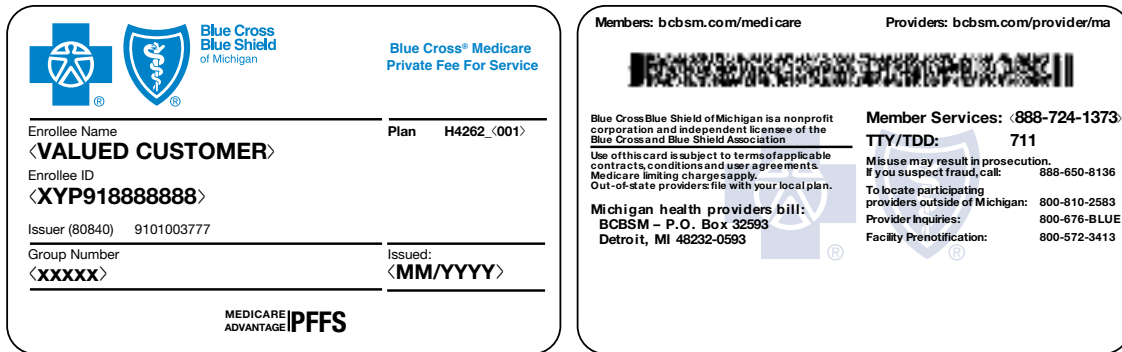 Blue Cross
Blue Shield
of Michigan
®
®
Blue Cross® Medicare
Private Fee For Service
Enrollee Name
<VALUED CUSTOMER>
Plan H4262_<001>
Enrollee ID
<XYP918888888>
Issuer (80840) 9101003777
Group Number
<xxxxx>
Issued:
<MM/YYYY>
MEDICARE
ADVANTAGE
PFFS
Members: bcbsm.com/medicare
Providers: bcbsm.com/provider/ma
Blue Cross Blue Shield of Michigan is a nonprofit
corporation and independent licensee of the
Blue Cross and Blue Shield Association
Use of this card is subject to terms of applicable
contracts, conditions and user agreements.
Medicare limiting charges apply.
Out-of-state providers: file with your local plan.
Michigan health providers bill:
BCBSM – P.O. Box 32593
Detroit, MI 48232-0593
Member Services: <888-724-1373>
TTY/TDD: 711
Misuse may result in prosecution.
If you suspect fraud, call: 888-650-8136
To locate participating
providers outside of Michigan: 800-810-2583
Provider Inquiries: 800-676-BLUE
Facility Prenotification: 800-572-3413
®
®